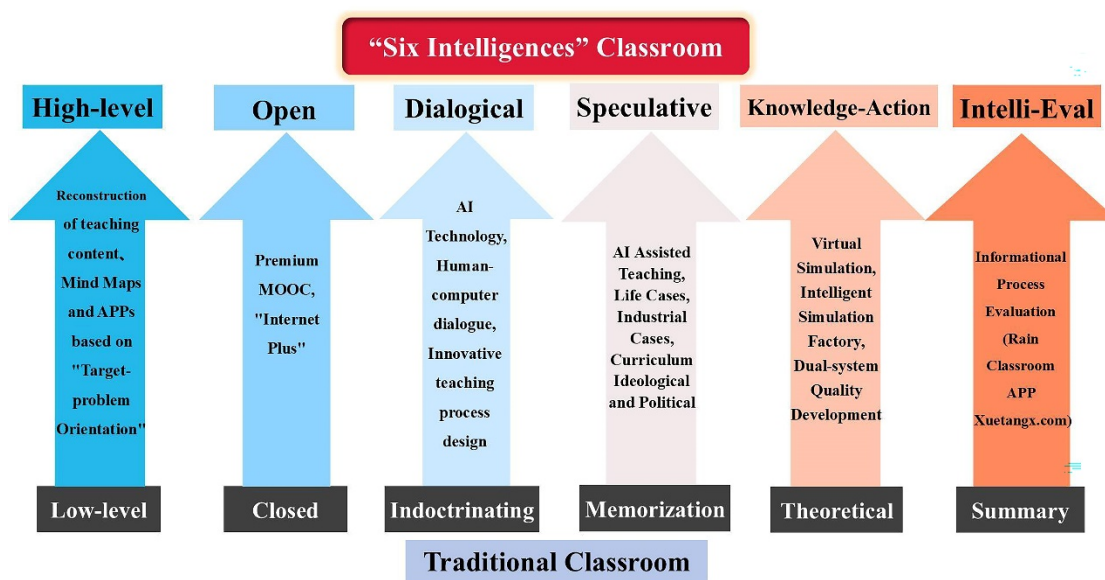 “Six Intelligences” Classroom
High-level
Open
Dialogical
Speculative
Knowledge-Action
Intelli-Eval
Reconstruction
of teaching
content、
Mind Maps
and APPs
based on
"Target-
problem
Orientation"
Premium
MOOC,
"Internet
Plus"
AI
Technology,
Human-
computer
dialogue,
Innovative
teaching
process
design
AI Assisted
Teaching,
Life Cases,
Industrial
Cases,
Curriculum
Ideological
and Political
Virtual
Simulation,
Intelligent
Simulation
Factory,
Dual-system
Quality
Development
Informational
Process
Evaluation
(Rain
Classroom
APP
Xuetangx.com)
Low-level
Closed
Indoctrinating
Memorization
Theoretical
Summary
Traditional Classroom